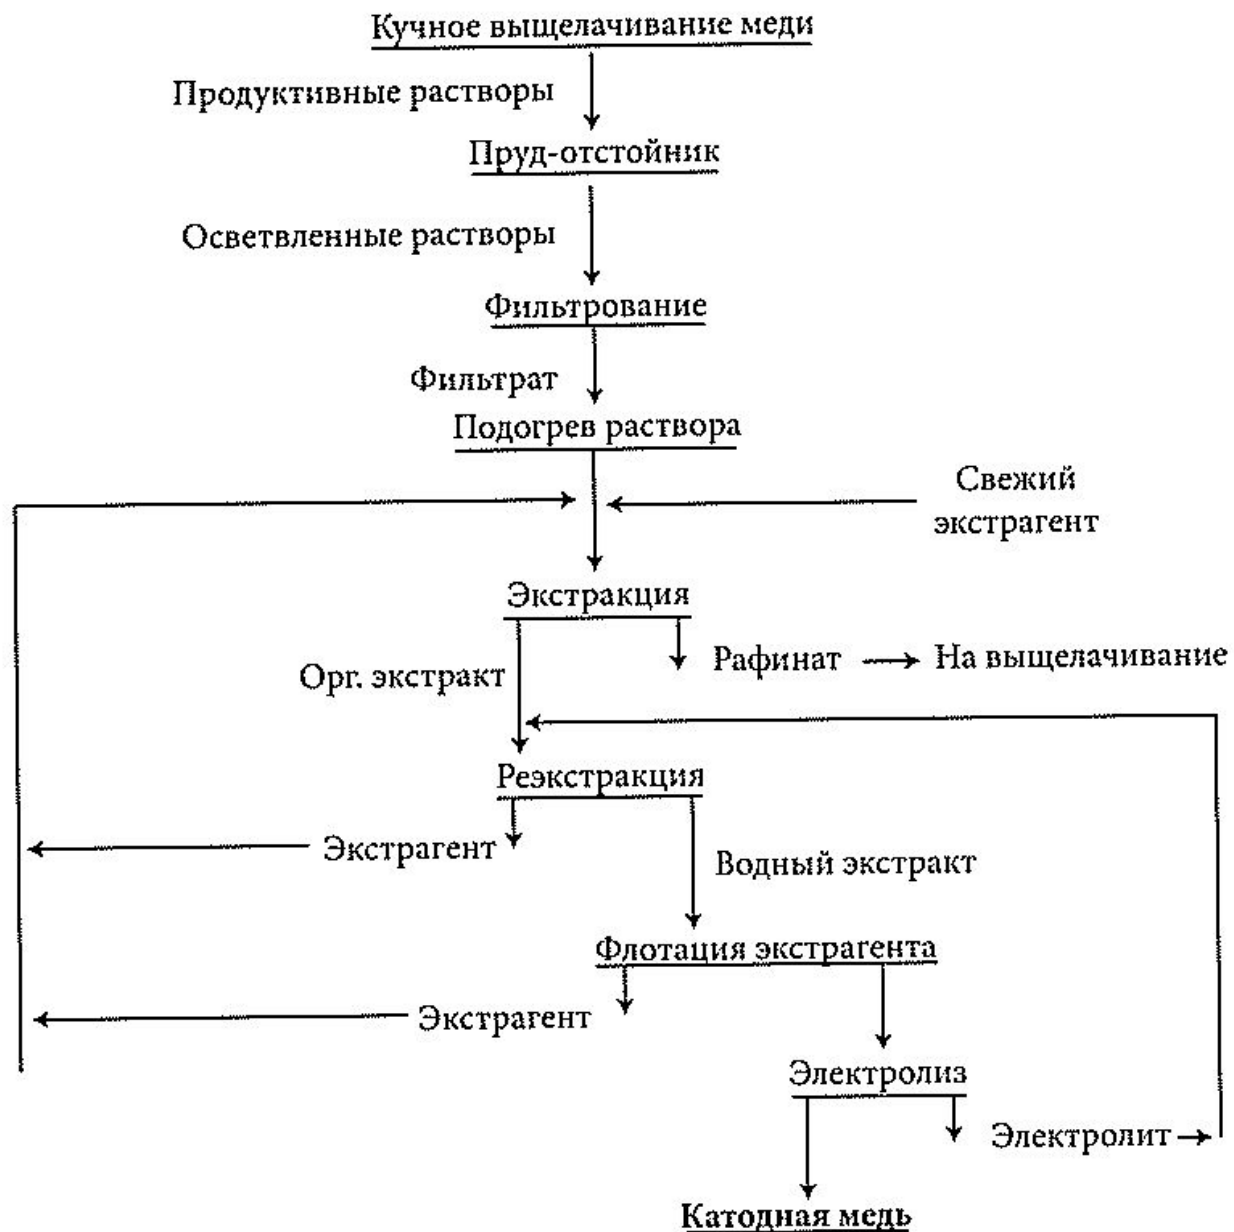 Кучное выщелачивание меди
Продуктивные растворы
Пруд-отстойник
Осветвленные растворы
Фильтрование
Фильтрат
Подогрев раствора
Свежий
экстрагент
Экстракция
Орг. экстракт
Рафинат
На выщелачивание
Реэкстракция
Экстрагент
Водный экстракт
Флотация экстрагента
Экстрагент
Электролиз
Электролит
Катодная медь